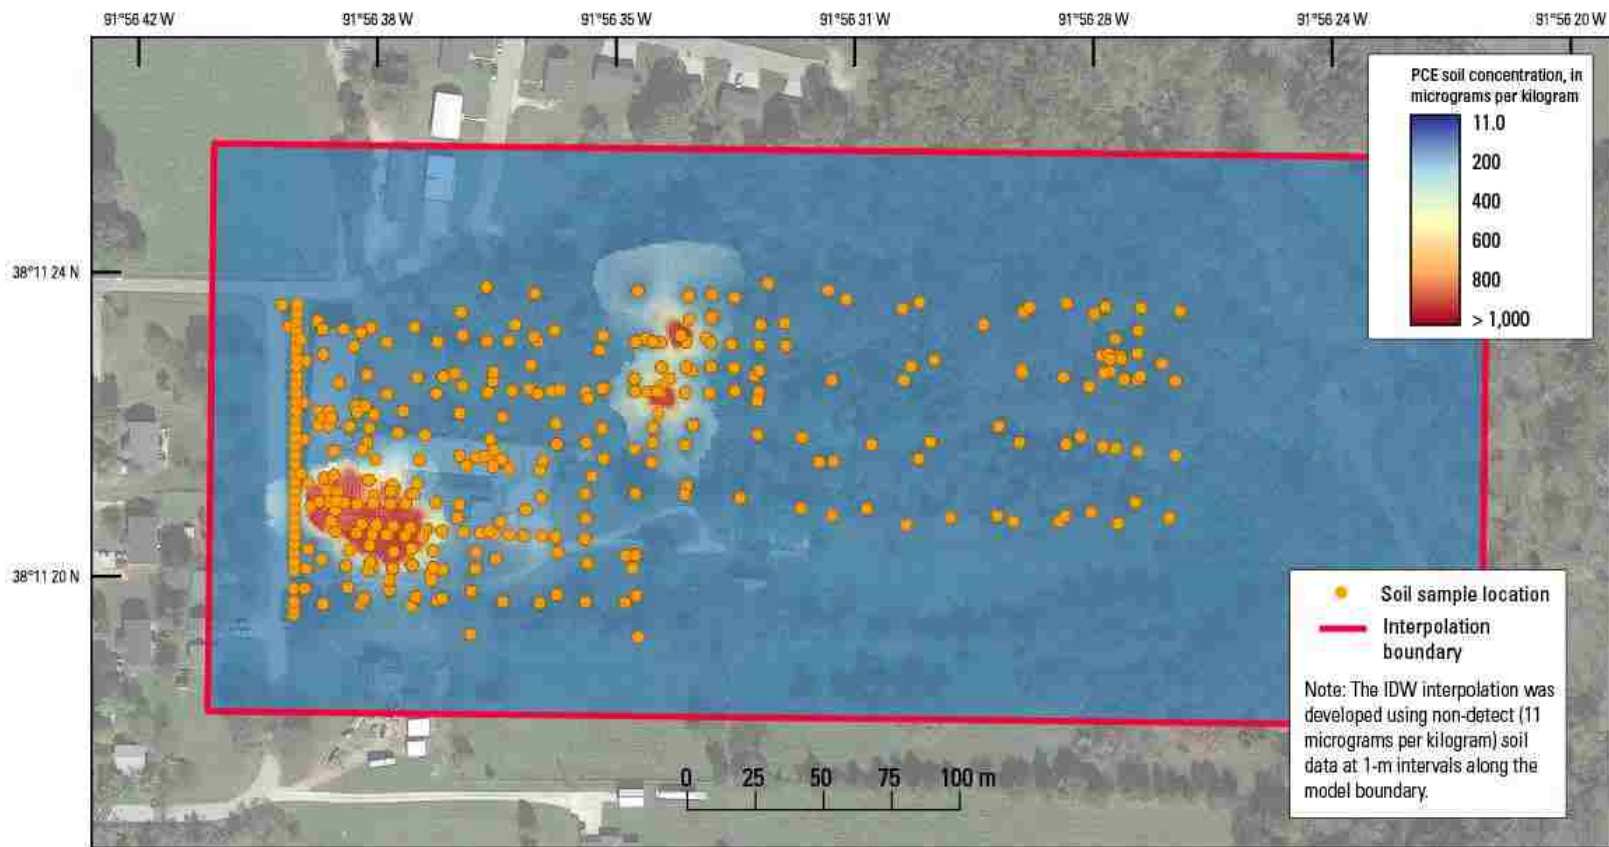 91°56 42 W 91°56 38 W 91°56 35 W 91°56 31 W 91°56 28 W 91°56 24 W 91°56 20 W
PCE soil concentration, in
micrograms per kilogram
11.0
200
400
600
800
> 1,000
38°11 24 N
38°11 20 N
Soil sample location
Interpolation
boundary
Note: The IDW interpolation was
developed using non-detect (11
micrograms per kilogram) soil
data at 1-m intervals along the
model boundary.
0 25 50 75 100 m